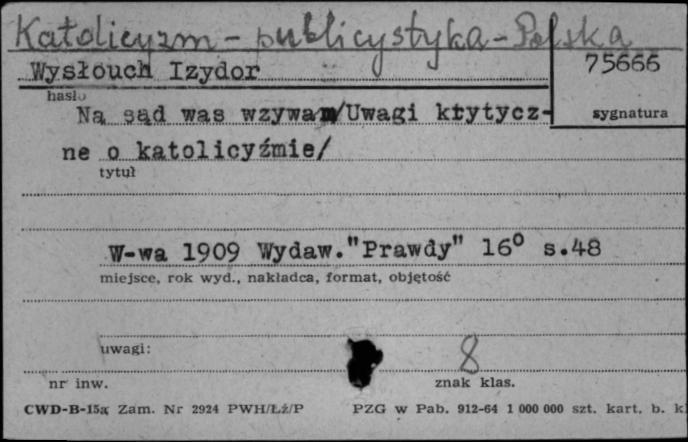 Katolicyzm - publicystyka - Polska
Wysłouch Izydor
75666
hasło
sygnatura
Na sąd was wzywam/Uwagi krytycz-
ne o katolicyźmie/
tytuł
W-wa 1909 Wydaw."Prawdy" 16° s.48
miejsce, rok wyd., nakładca, format, objętość
uwagi:
8
nr inw.
znak klas.
CWD-B-15a Zam. Nr 2924 PWH/Łż/P PZG w Pab. 912-64 1 000 000 szt. kart. b. kl